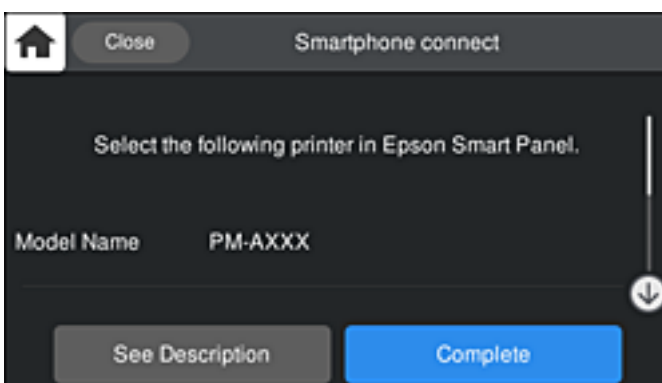 Close
Smartphone connect
Select the following printer in Epson Smart Panel.
Model Name PM-AXXX
See Description
Complete